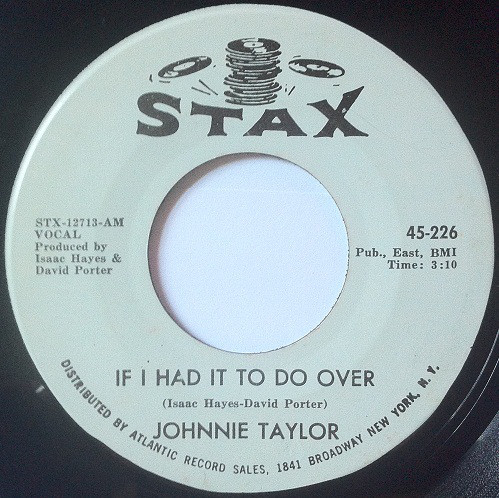 STAX
STX-12713-AM
VOCAL
Produced by
Isaac Hayes &
David Porter
45-226
Pub., East, BMI
Time: 3:10
IF I HAD IT TO DO OVER
(Isaac Hayes-David Porter)
JOHNNIE TAYLOR
DISTRIBUTED BY ATLANTIC RECORD SALES, 1841 BROADWAY NEW YORK, N. Y.